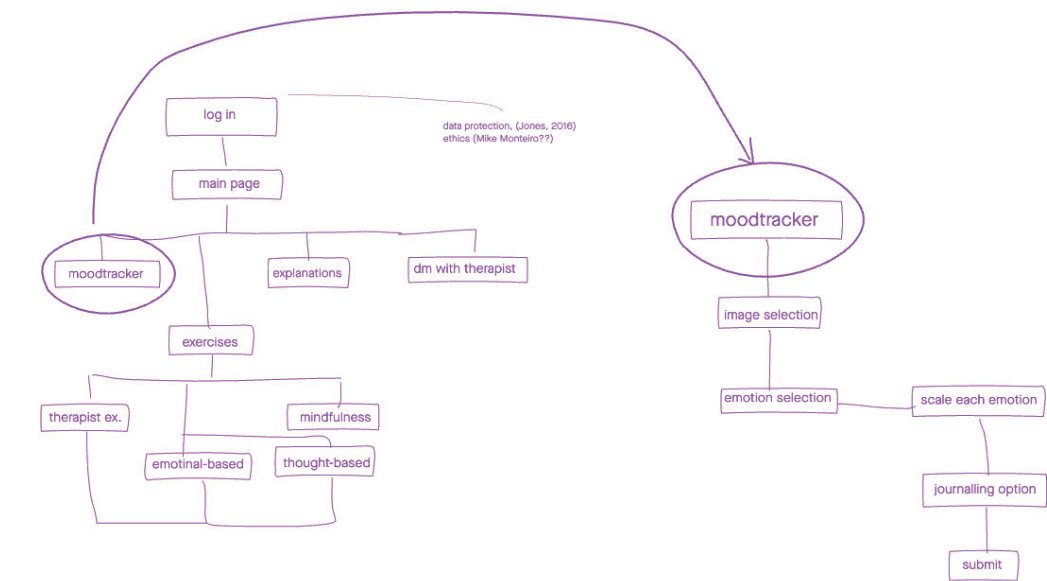 log in
data protection, (Jones, 2016)
ethics (Mike Monteiro??)
main page
moodtracker
explanations
dm with therapist
exercises
therapist ex.
mindfulness
emotinal-based
thought-based
moodtracker
image selection
emotion selection
scale each emotion
journalling option
submit